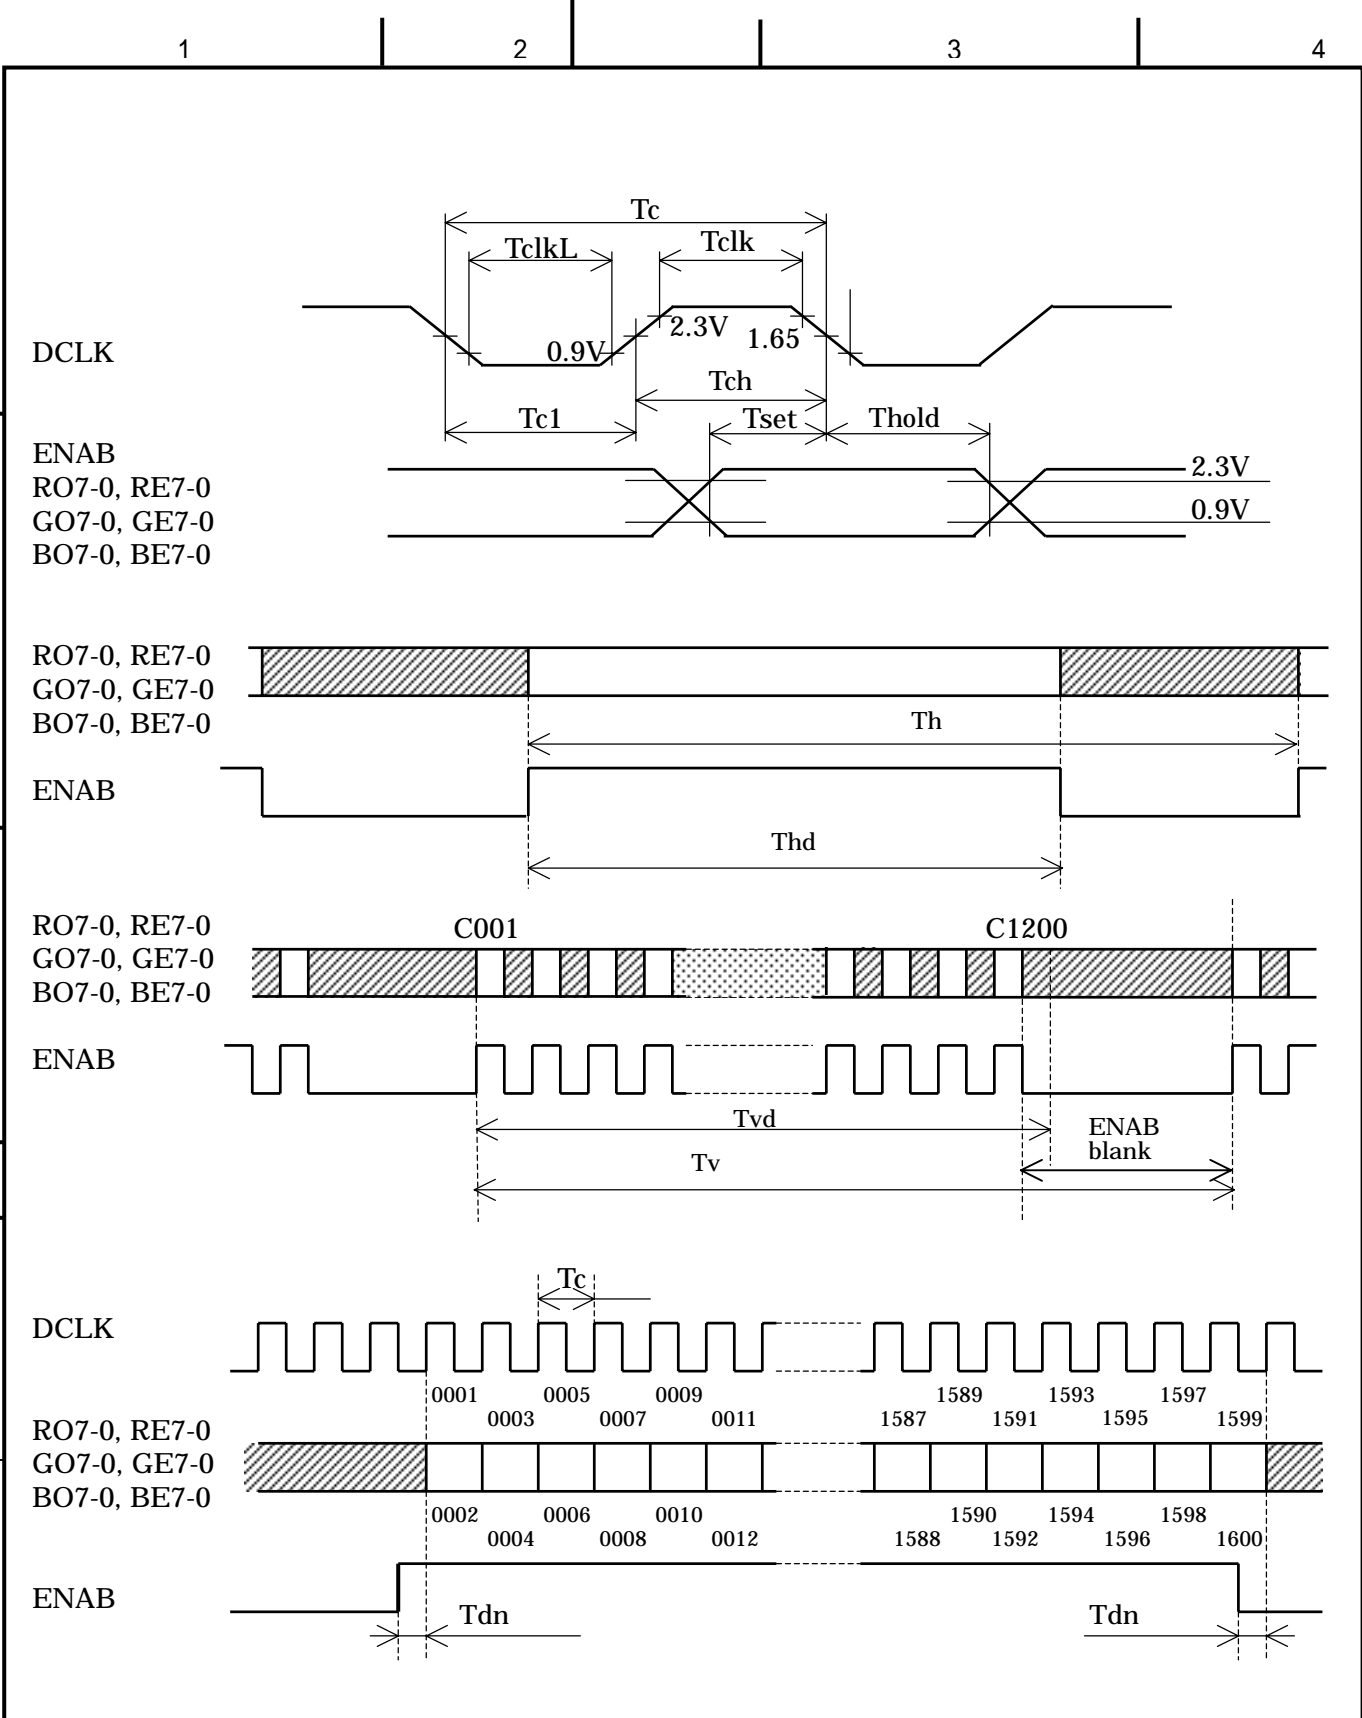 1 2 3 4
Tc
TclkL Tclk
DCLK 0.9V 2.3V 1.65
Tch
Tc1 Tset Thold
ENAB
RO7-0, RE7-0 2.3V
GO7-0, GE7-0 0.9V
BO7-0, BE7-0
RO7-0, RE7-0
GO7-0, GE7-0
BO7-0, BE7-0 Th
ENAB
Thd
RO7-0, RE7-0 C001 C1200
GO7-0, GE7-0
BO7-0, BE7-0
ENAB
Tvd ENAB
blank
Tv
Tc
DCLK
0001 0005 0009 1589 1593 1597
0003 0007 0011 1587 1591 1595 1599
RO7-0, RE7-0
GO7-0, GE7-0
BO7-0, BE7-0
0002 0006 0010 1590 1594 1598
0004 0008 0012 1588 1592 1596 1600
ENAB
Tdn Tdn